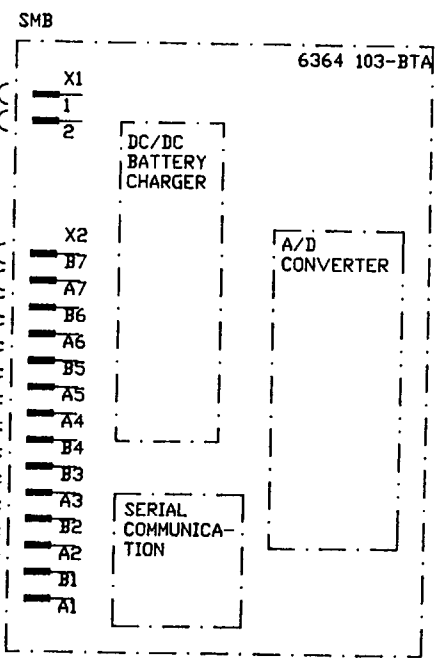 SMB
6364 103-BTA
X1
1
2
DC/DC
BATTERY
CHARGER
X2
B7
A7
B6
A6
B5
A5
A4
B4
B3
A3
B2
A2
B1
A1
A/D
CONVERTER
SERIAL
COMMUNICA-
TION